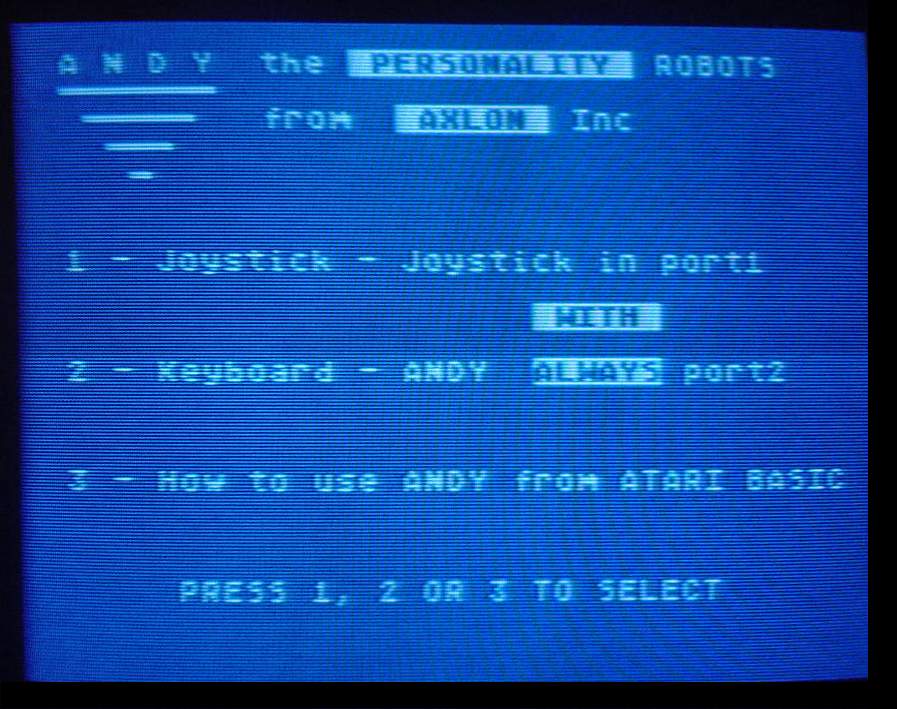 A N D Y the PERSONALITY ROBOTS
from AXLON Inc
1 - Joystick - Joystick in port1
WITH
2 - Keyboard - ANDY ALWAYS port2
3 - How to use ANDY from ATARI BASIC
PRESS 1, 2 OR 3 TO SELECT